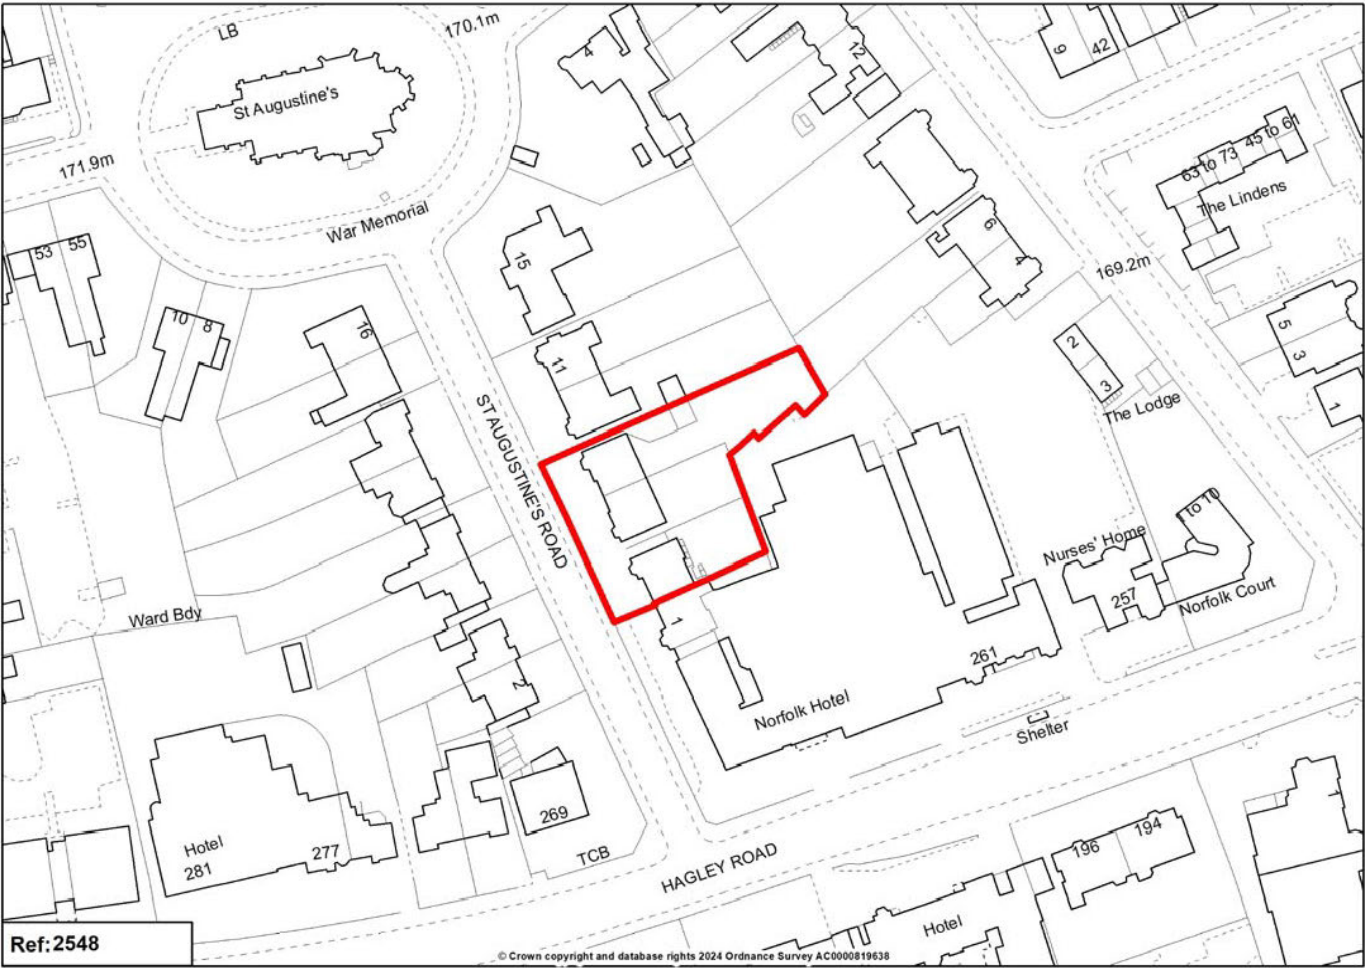 LB
170.1m
4
12
9
42
St Augustine's
171.9m
War Memorial
63 to 73
45 to 61
The Lindens
53
55
15
6
4
169.2m
10
8
16
11
5
3
1
2
3
The Lodge
ST AUGUSTINE'S ROAD
1 to 10
Nurses' Home
257
Norfolk Court
Ward Bdy
1
2
261
Norfolk Hotel
Shelter
269
Hotel
281
277
TCB
HAGLEY ROAD
196
194
1
Hotel
Ref:2548
© Crown copyright and database rights 2024 Ordnance Survey AC0000819638